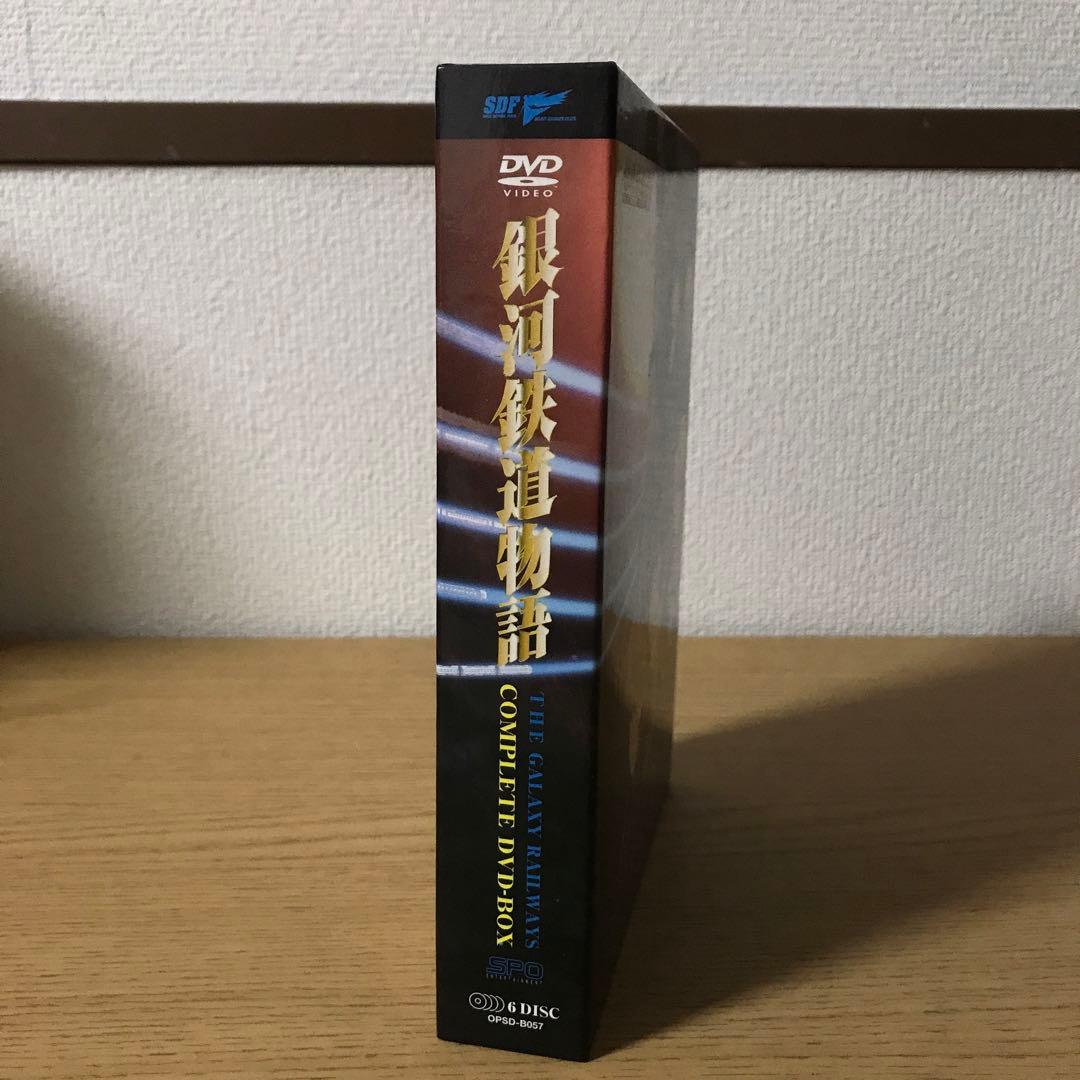 SDF
DVD
VIDEO
銀河鉄道物語
THE GALAXY RAILWAYS
COMPLETE DVD-BOX
SPO
ENTERTAINMENT
6 DISC
OPSD-B057